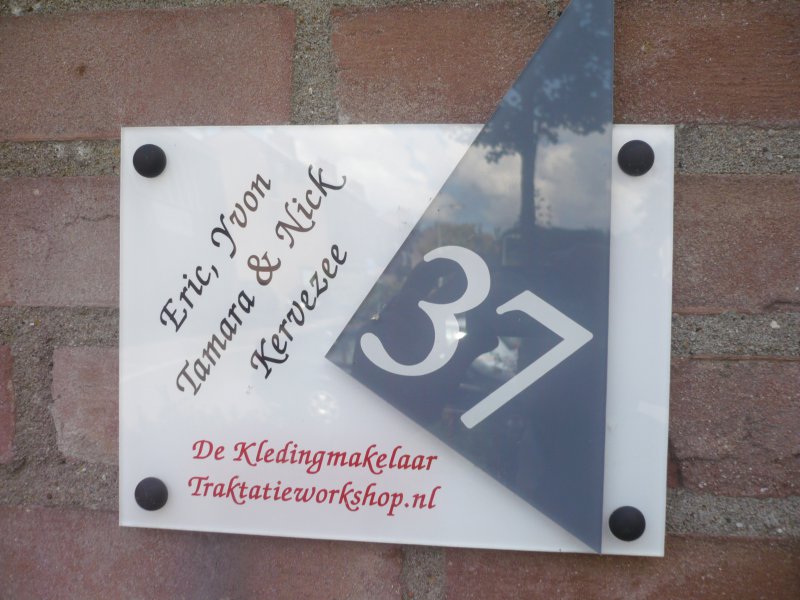 Eric, Yvon
Tamara & Nick
Kervezee
37
De Kledingmakelaar
Traktatieworkshop.nl